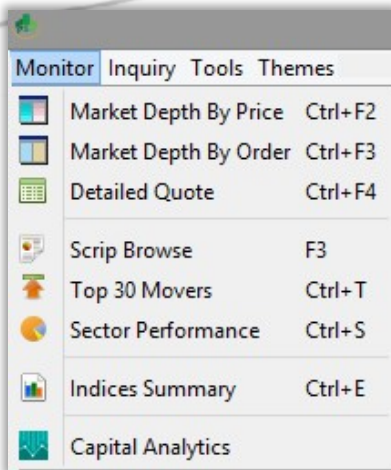 Monitor Inquiry Tools Themes
Market Depth By Price Ctrl+F2
Market Depth By Order Ctrl+F3
Detailed Quote Ctrl+F4
Scrip Browse F3
Top 30 Movers Ctrl+T
Sector Performance Ctrl+S
Indices Summary Ctrl+E
Capital Analytics